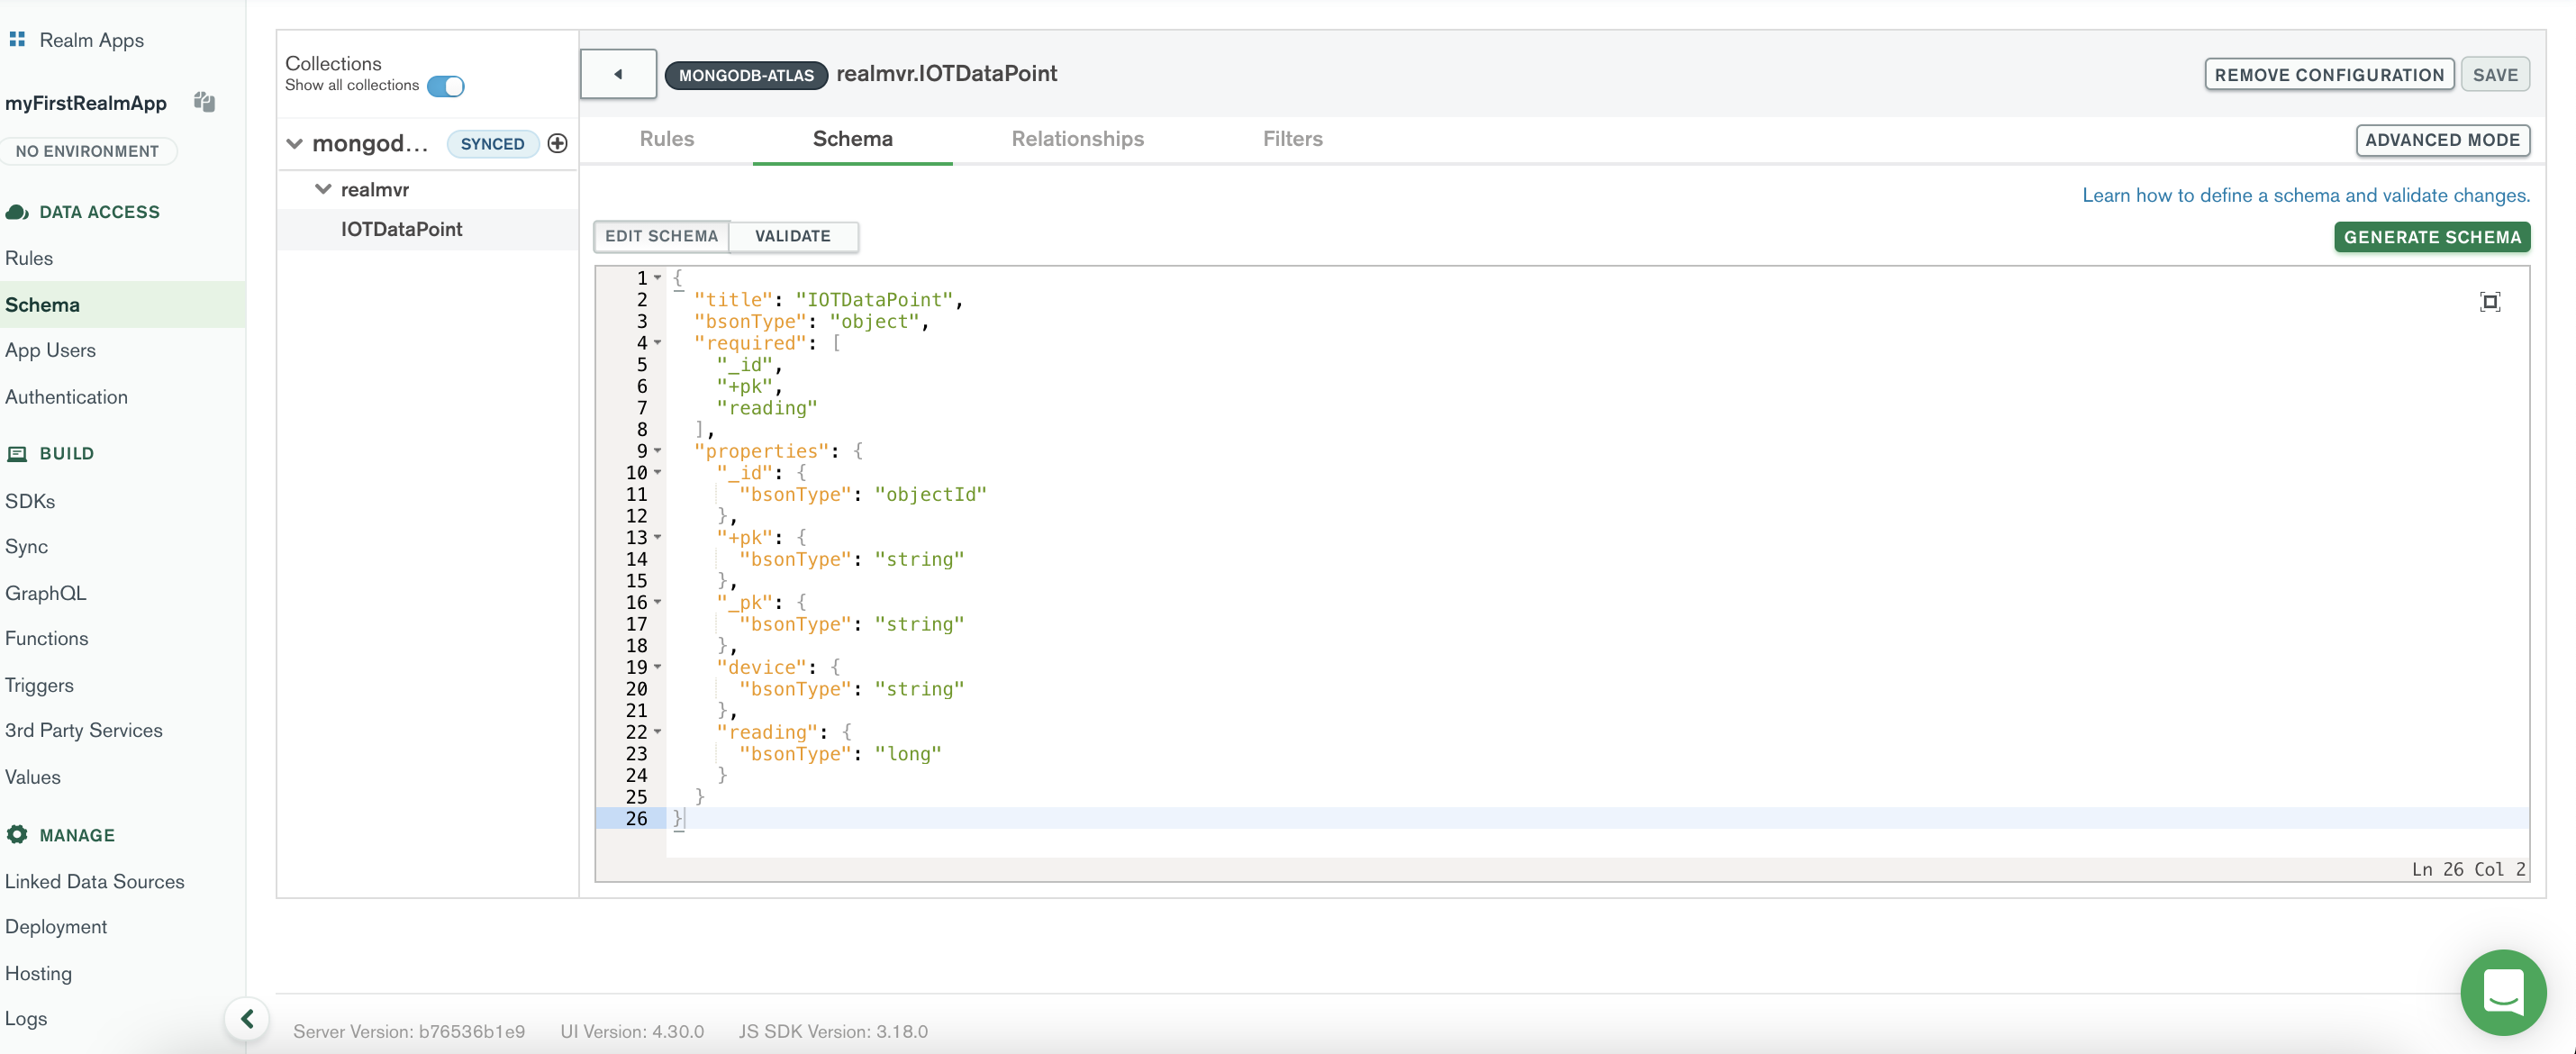 Realm Apps
myFirstRealmApp
NO ENVIRONMENT
DATA ACCESS
Rules
Schema
App Users
Authentication
BUILD
SDKs
Sync
GraphQL
Functions
Triggers
3rd Party Services
Values
MANAGE
Linked Data Sources
Deployment
Hosting
Logs
Collections
Show all collections
mongod... SYNCED
realmvr
IOTDataPoint
MONGODB-ATLAS realmvr.IOTDataPoint
REMOVE CONFIGURATION SAVE
Rules Schema Relationships Filters
ADVANCED MODE
Learn how to define a schema and validate changes.
EDIT SCHEMA VALIDATE
GENERATE SCHEMA
1 {
2 "title": "IOTDataPoint",
3 "bsonType": "object",
4 "required": [
5 "_id",
6 "+pk",
7 "reading"
8 ],
9 "properties": {
10 "_id": {
11 "bsonType": "objectId"
12 },
13 "+pk": {
14 "bsonType": "string"
15 },
16 "_pk": {
17 "bsonType": "string"
18 },
19 "device": {
20 "bsonType": "string"
21 },
22 "reading": {
23 "bsonType": "long"
24 }
25 }
26 }
Ln 26 Col 2
Server Version: b76536b1e9 UI Version: 4.30.0 JS SDK Version: 3.18.0